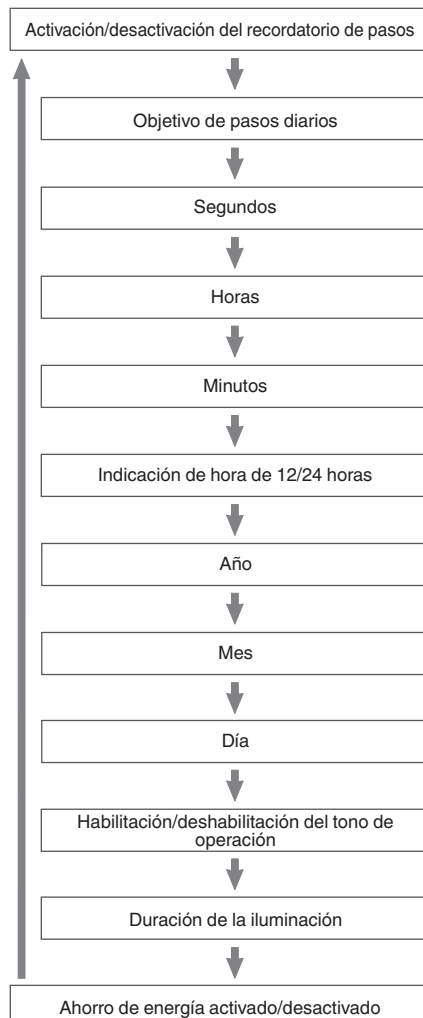 Activación/desactivación del recordatorio de pasos
Objetivo de pasos diarios
Segundos
Horas
Minutos
Indicación de hora de 12/24 horas
Año
Mes
Día
Habilitación/deshabilitación del tono de
operación
Duración de la iluminación
Ahorro de energía activado/desactivado